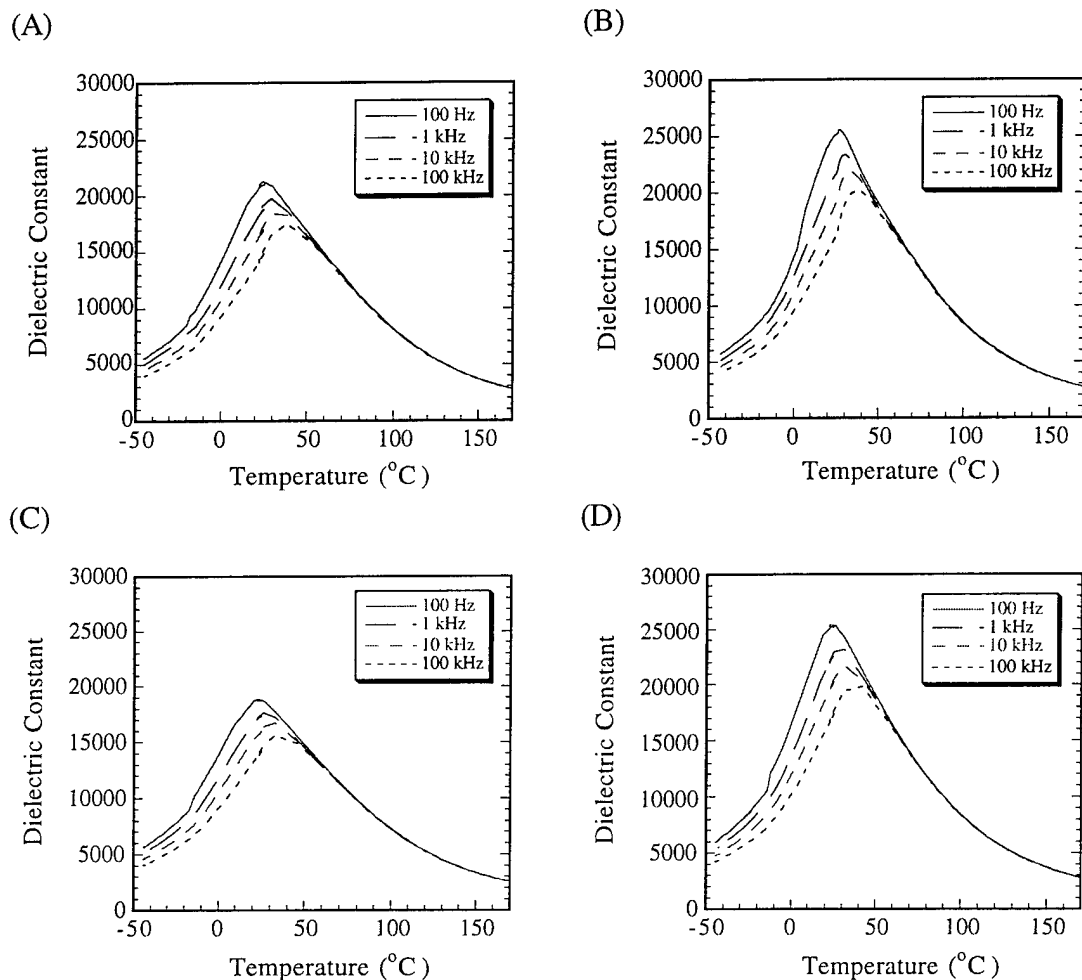 (A)
30000
25000
20000
15000
10000
5000
0
Dielectric Constant
100 Hz
1 kHz
10 kHz
100 kHz
-50 0 50 100 150
Temperature (°C)
(B)
30000
25000
20000
15000
10000
5000
0
Dielectric Constant
100 Hz
1 kHz
10 kHz
100 kHz
-50 0 50 100 150
Temperature (°C)
(C)
30000
25000
20000
15000
10000
5000
0
Dielectric Constant
100 Hz
1 kHz
10 kHz
100 kHz
-50 0 50 100 150
Temperature (°C)
(D)
30000
25000
20000
15000
10000
5000
0
Dielectric Constant
100 Hz
1 kHz
10 kHz
100 kHz
-50 0 50 100 150
Temperature (°C)